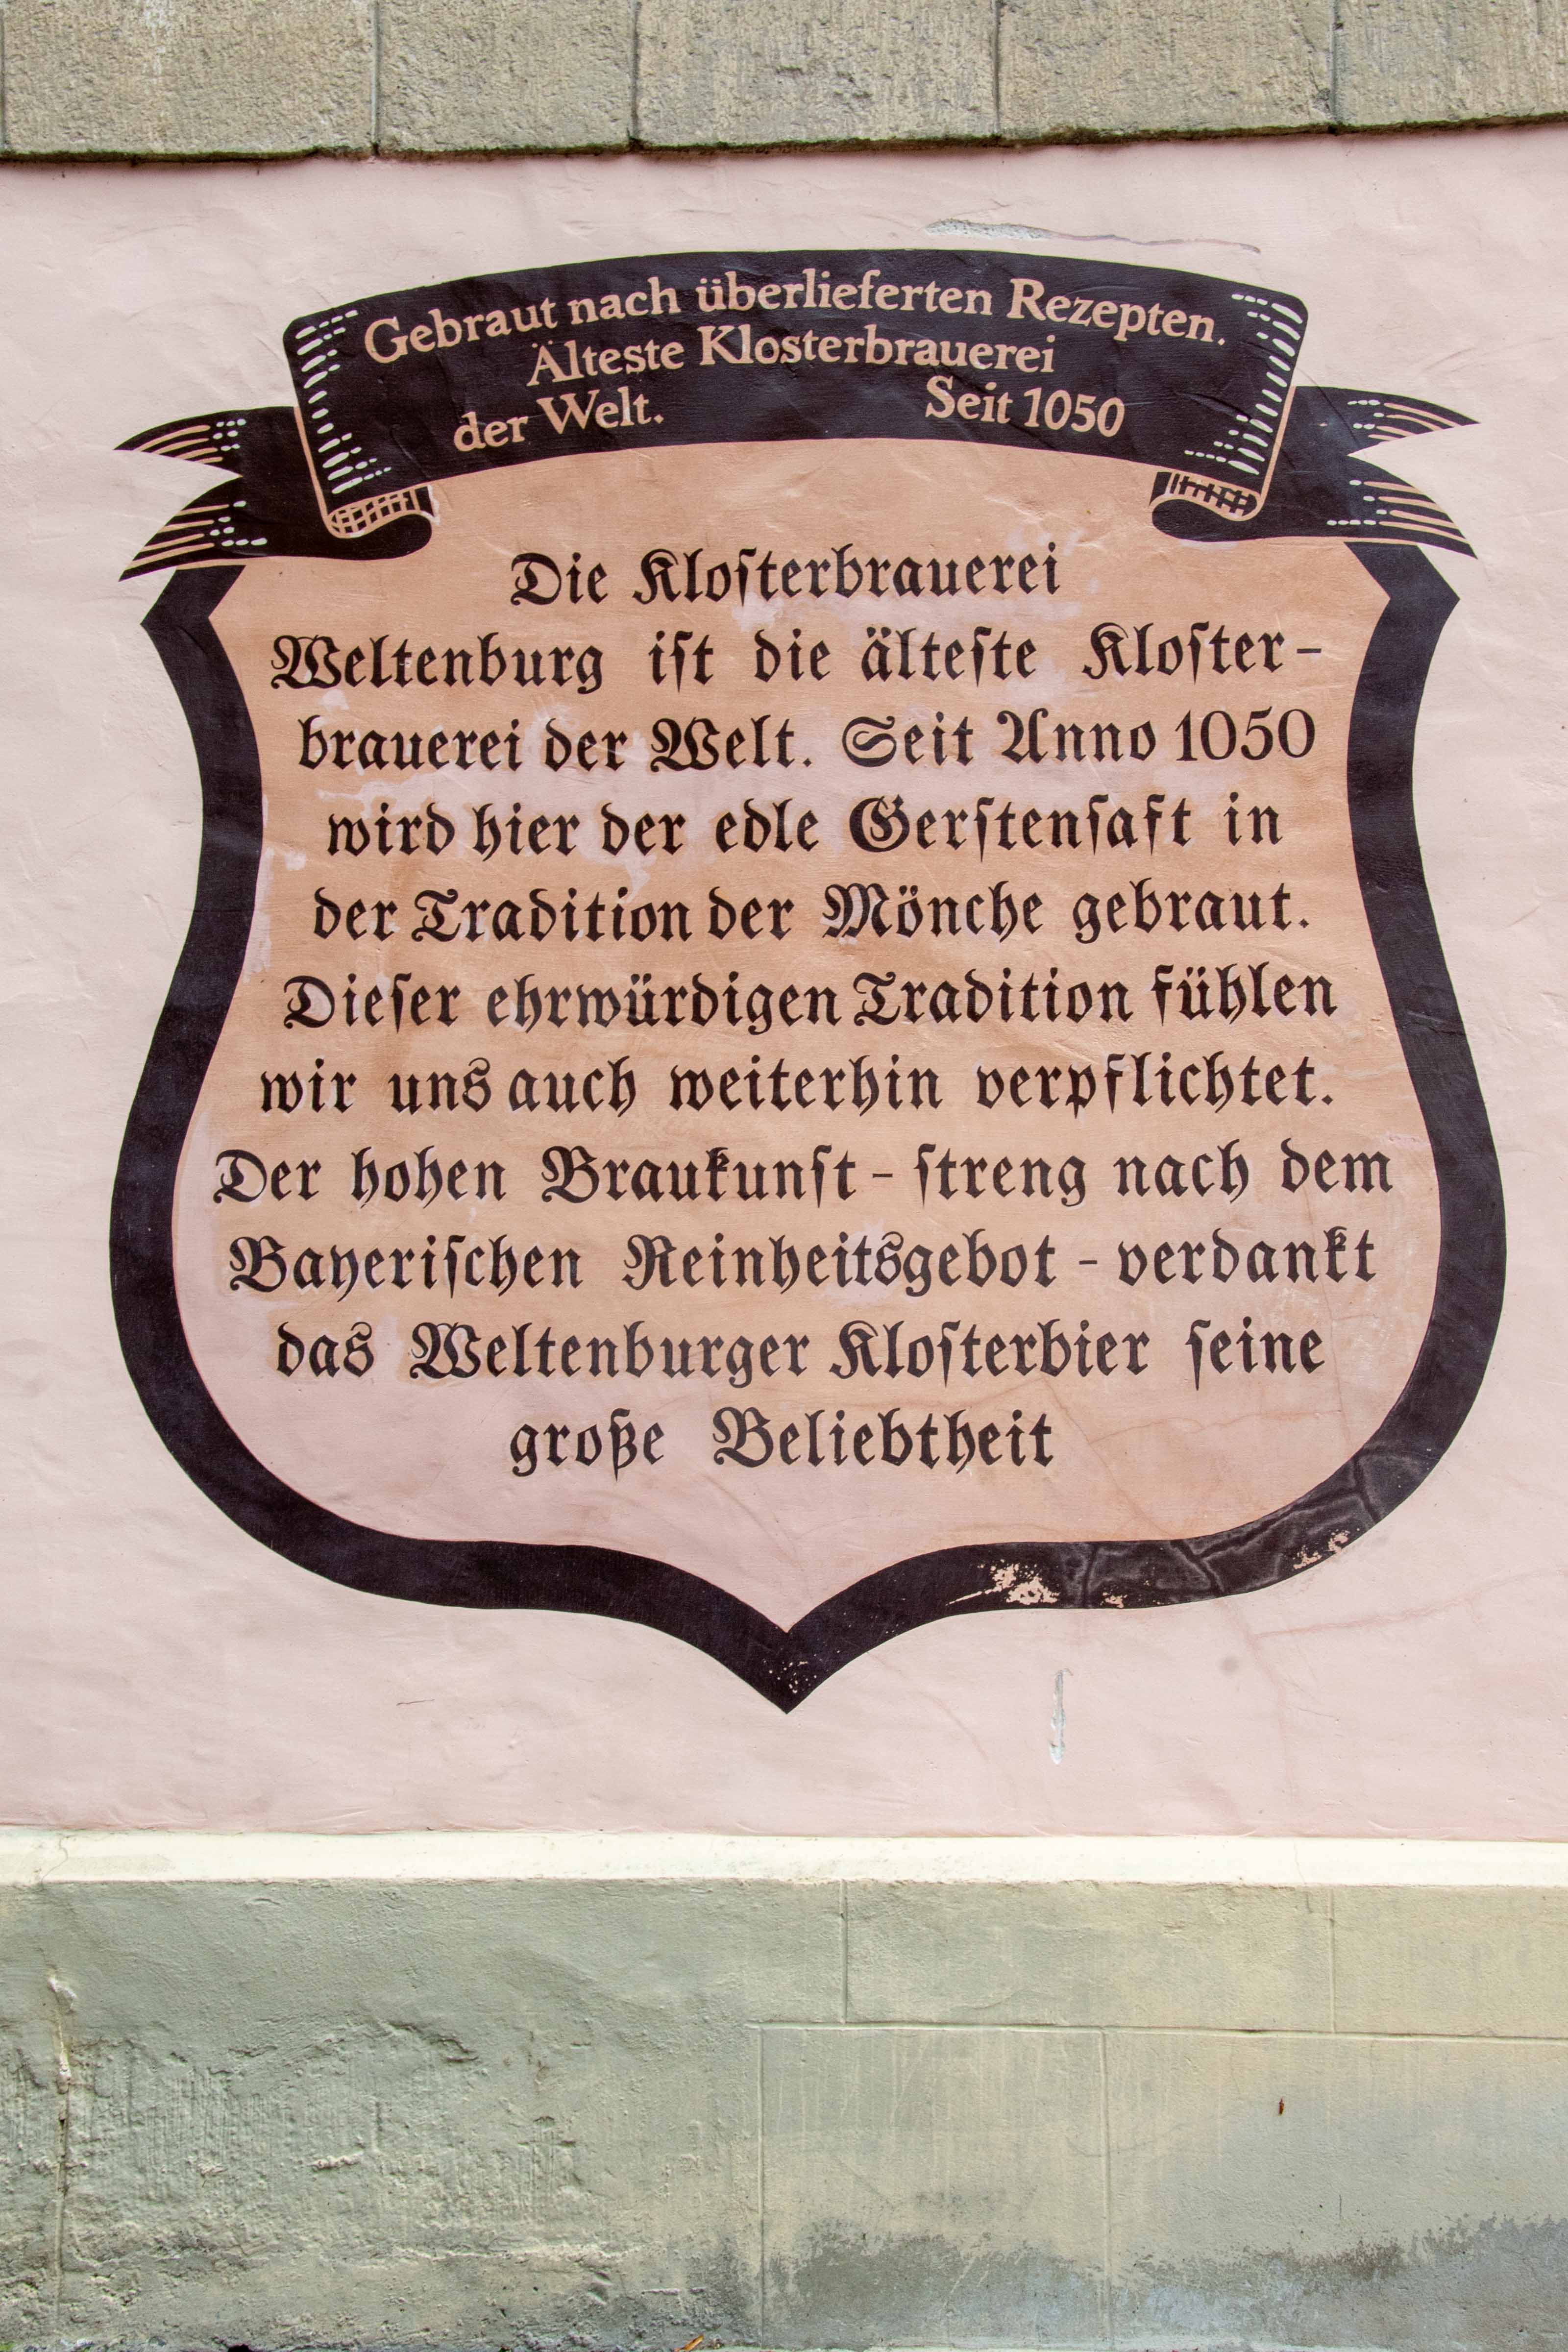 Gebraut nach überlieferten Rezepten.
Älteste Klosterbrauerei
der Welt. Seit 1050
Die Kloſterbrauerei
Weltenburg iſt die älteſte Kloſter-
brauerei der Welt. Seit Anno 1050
wird hier der edle Gerſtenſaft in
der Tradition der Mönche gebraut.
Dieſer ehrwürdigen Tradition fühlen
wir uns auch weiterhin verpflichtet.
Der hohen Braukunſt - ſtreng nach dem
Bayeriſchen Reinheitsgebot - verdankt
das Weltenburger Kloſterbier ſeine
große Beliebtheit